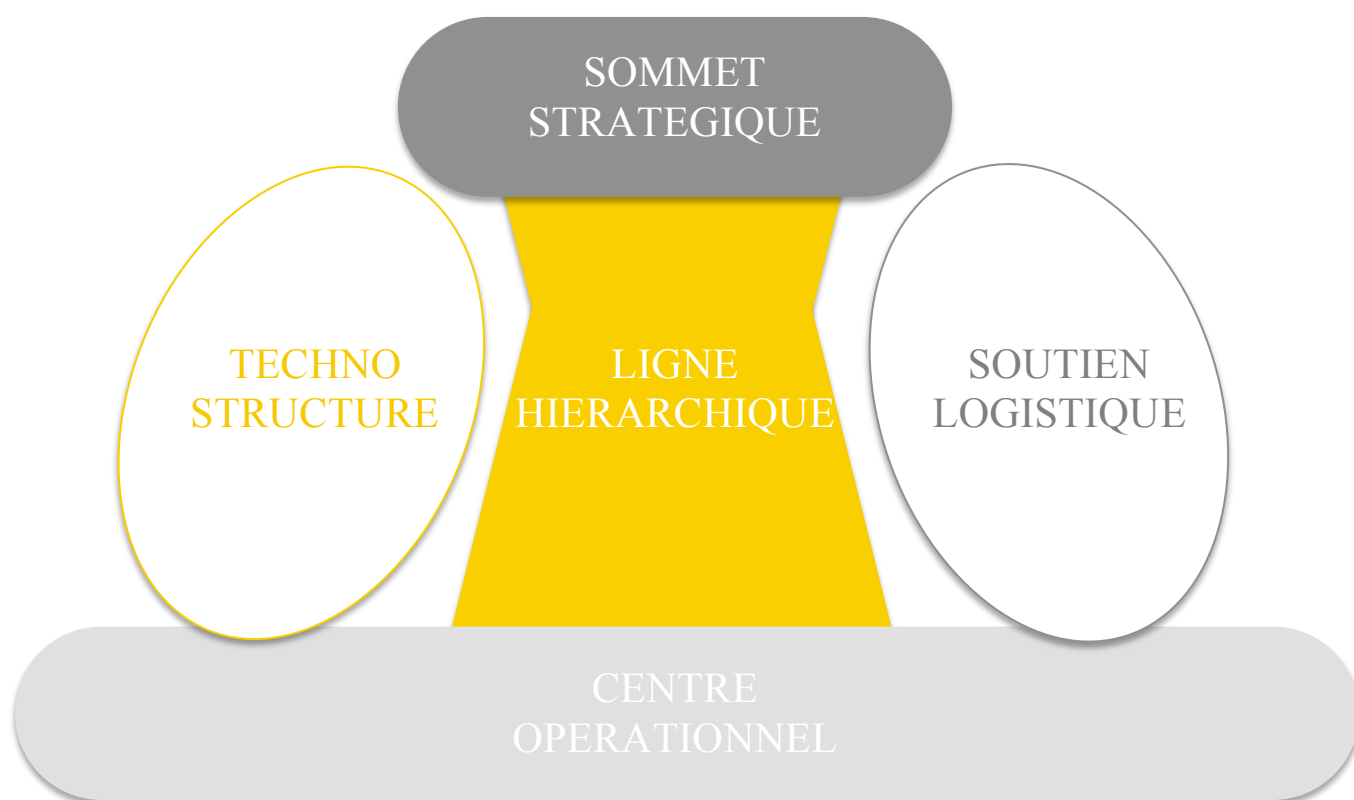 SOMMET
STRATEGIQUE
TECHNO
STRUCTURE
LIGNE
HIERARCHIQUE
SOUTIEN
LOGISTIQUE
CENTRE
OPERATIONNEL